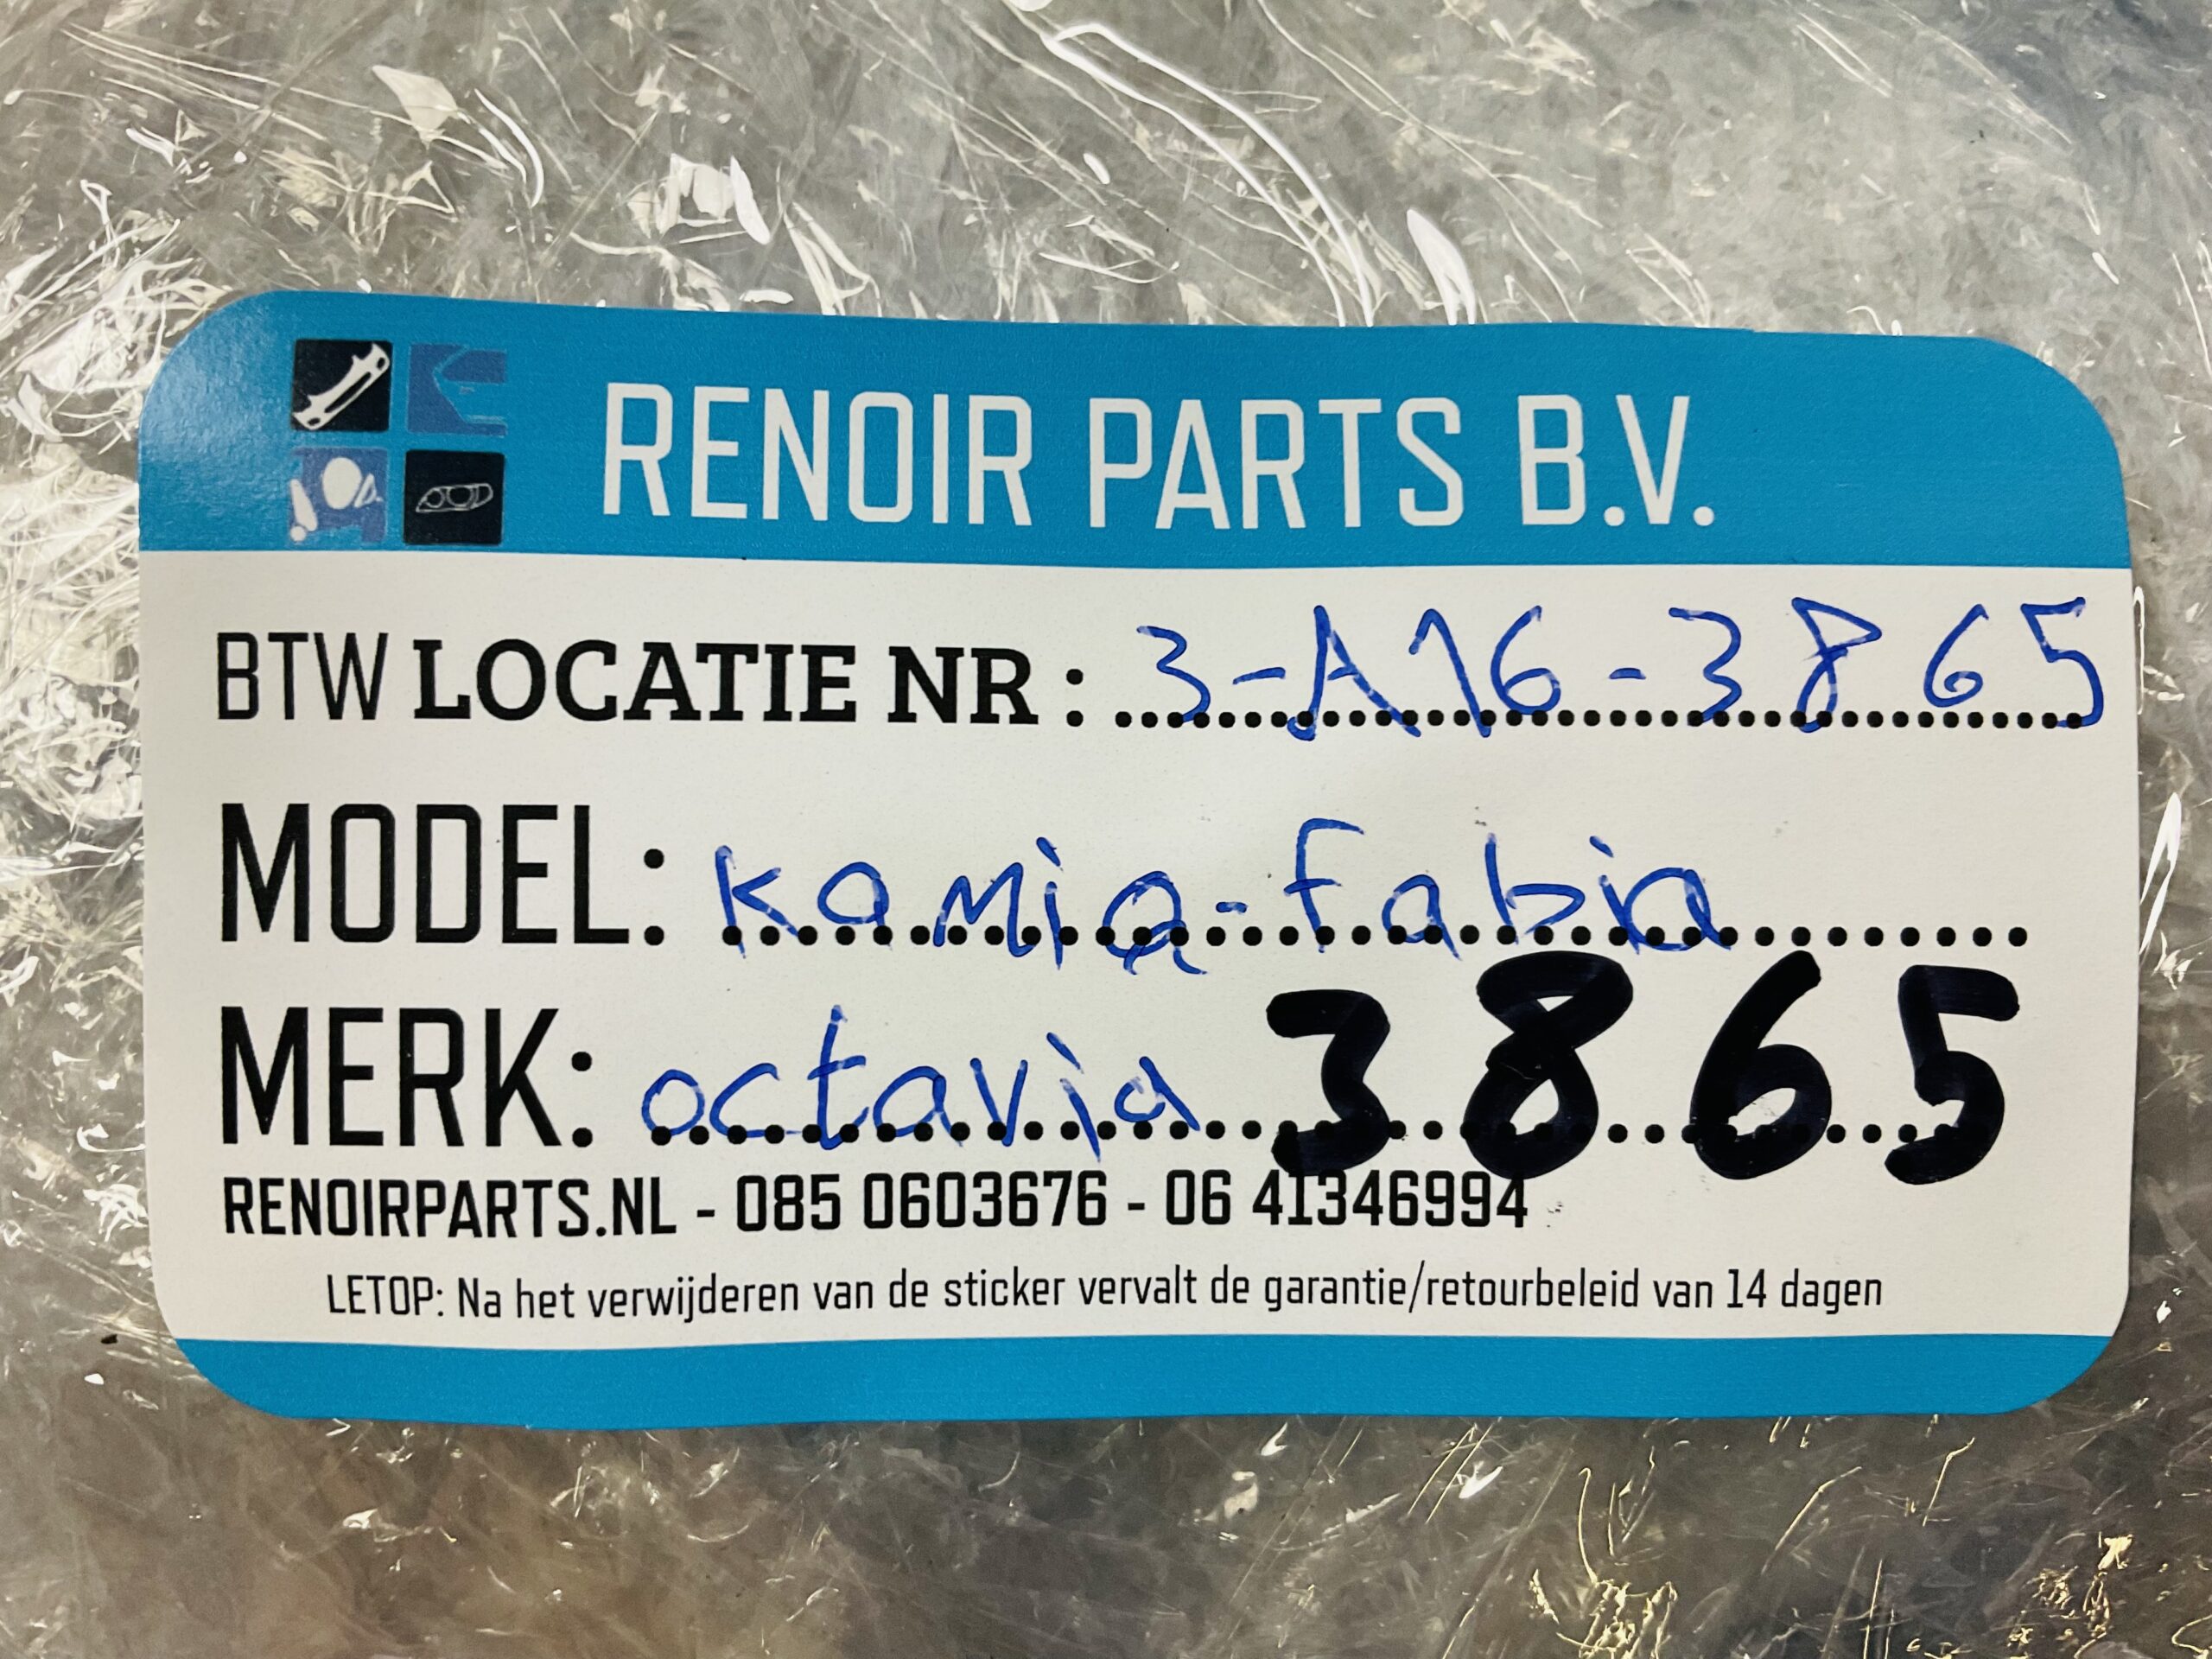 RENOIR PARTS B.V.
BTW LOCATIE NR : 3-A16-3865
MODEL: Kamiq-Fabia
MERK: octavia 3865
RENOIRPARTS.NL - 085 0603676 - 06 41346994
LETOP: Na het verwijderen van de sticker vervalt de garantie/retourbeleid van 14 dagen